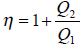 η = 1 + Q₂/Q₁